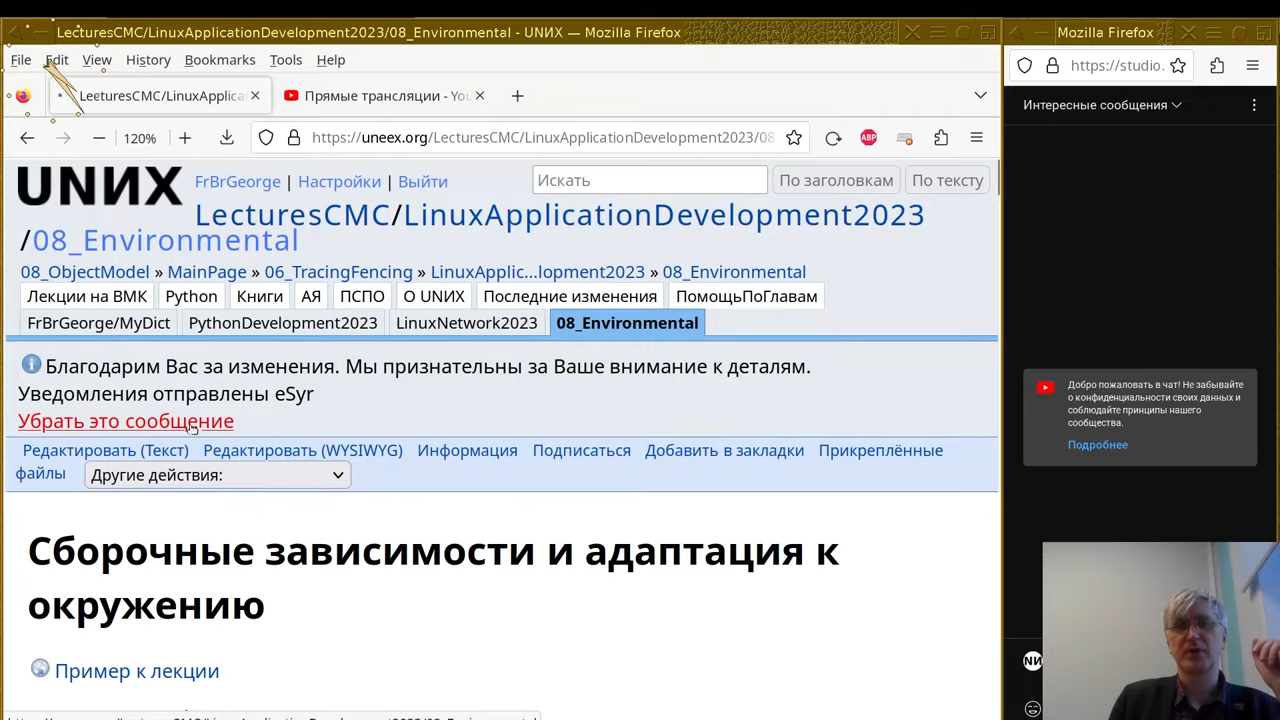 LecturesCMC/LinuxApplicationDevelopment2023/08_Environmental - UNИX — Mozilla Firefox
Mozilla Firefox
File Edit View History Bookmarks Tools Help
https://studio.
LecturesCMC/LinuxApplica
Прямые трансляции - You
Интересные сообщения
120%
https://uneex.org/LecturesCMC/LinuxApplicationDevelopment2023/08
ABP
UNИX
FrBrGeorge | Настройки | Выйти
Искать
По заголовкам
По тексту
LecturesCMC/LinuxApplicationDevelopment2023
/08_Environmental
08_ObjectModel » MainPage » 06_TracingFencing » LinuxApplic...lopment2023 » 08_Environmental
Лекции на ВМК Python Книги АЯ ПСПО О UNIX Последние изменения ПомощьПоГлавам
FrBrGeorge/MyDict PythonDevelopment2023 LinuxNetwork2023 08_Environmental
Благодарим Вас за изменения. Мы признательны за Ваше внимание к деталям.
Уведомления отправлены eSyr
Убрать это сообщение
Редактировать (Текст) Редактировать (WYSIWYG) Информация Подписаться Добавить в закладки Прикреплённые
файлы Другие действия:
Добро пожаловать в чат! Не забывайте
о конфиденциальности своих данных и
соблюдайте принципы нашего
сообщества.
Подробнее
Сборочные зависимости и адаптация к
окружению
Пример к лекции
NИ